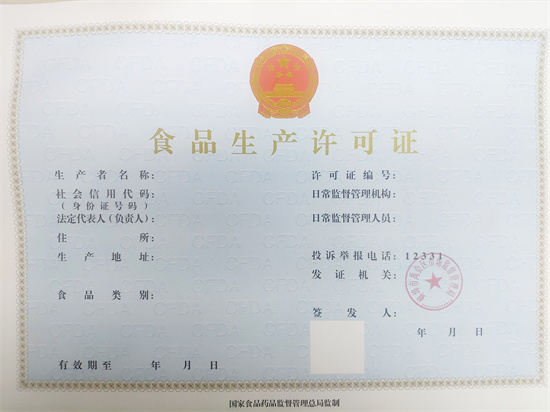 食品生产许可证
生产者名称：
社会信用代码：
（身份证号码）
法定代表人（负责人）：
住 所：
生产地址：
食品类别：
有效期至 年 月 日
许可证编号：
日常监督管理机构：
日常监督管理人员：
投诉举报电话：12331
发证机关：
签 发 人：
年 月 日
CFDA
国家食品药品监督管理总局监制